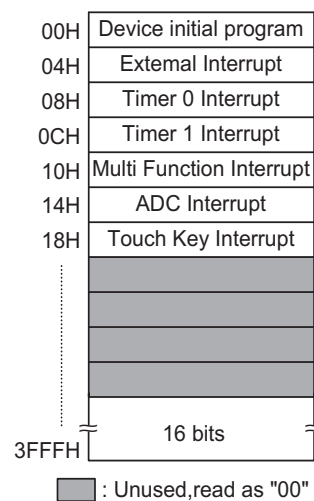 00H Device initial program
04H External Interrupt
08H Timer 0 Interrupt
0CH Timer 1 Interrupt
10H Multi Function Interrupt
14H ADC Interrupt
18H Touch Key Interrupt
16 bits
3FFFH
: Unused,read as "00"